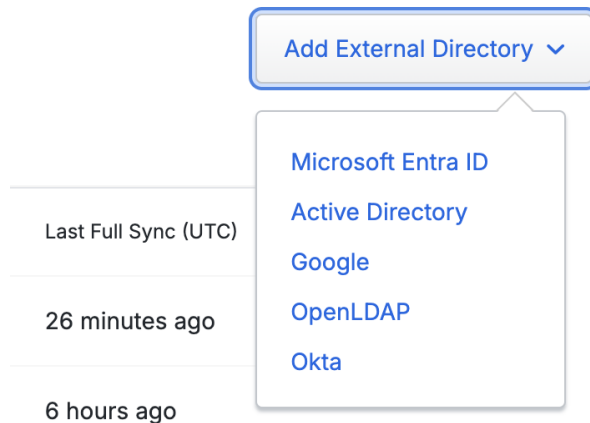 Add External Directory
Microsoft Entra ID
Active Directory
Google
OpenLDAP
Okta
Last Full Sync (UTC)
26 minutes ago
6 hours ago